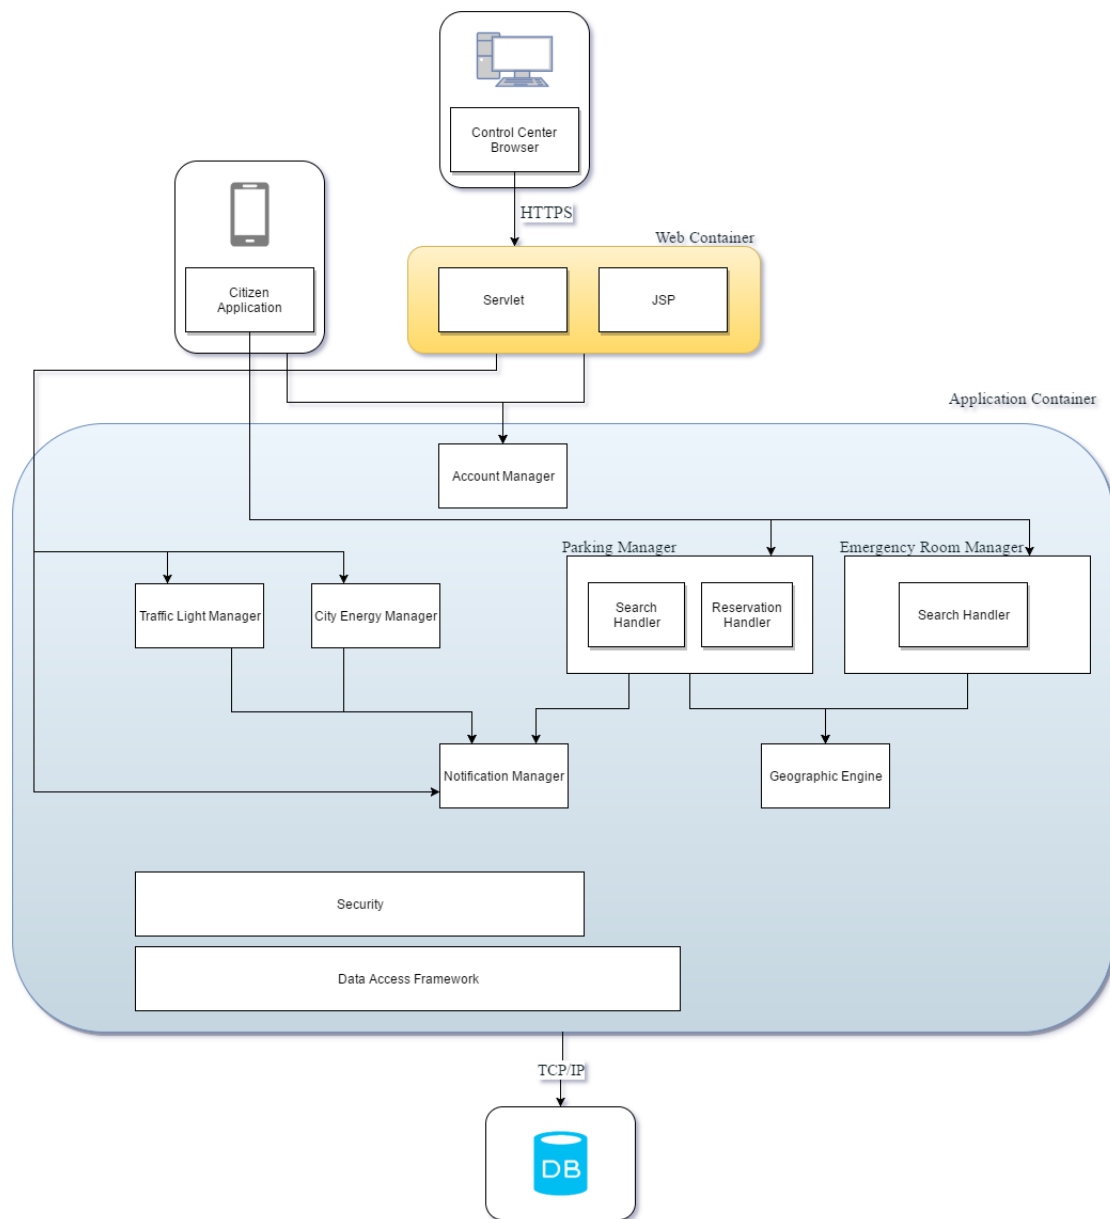 Control Center
Browser
HTTPS
Citizen
Application
Web Container
Servlet
JSP
Application Container
Account Manager
Parking Manager
Emergency Room Manager
Traffic Light Manager
City Energy Manager
Search
Handler
Reservation
Handler
Search Handler
Notification Manager
Geographic Engine
Security
Data Access Framework
TCP/IP
DB